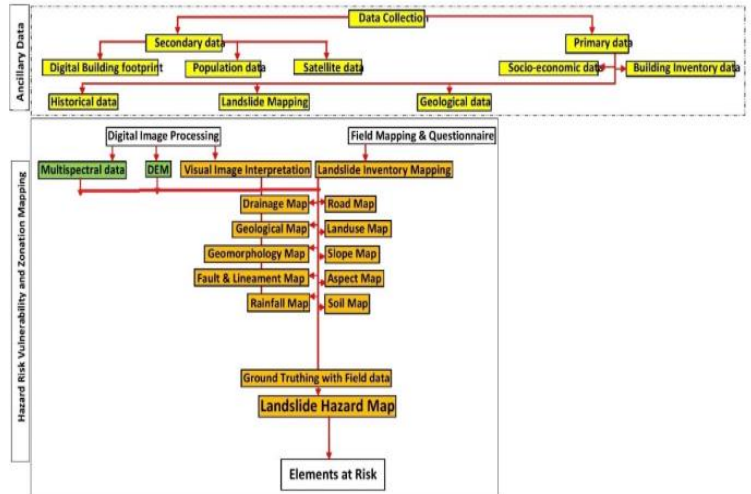 Ancillary Data
Data Collection
Secondary data
Primary data
Digital Building footprint
Population data
Satellite data
Socio-economic data
Building Inventory data
Historical data
Landslide Mapping
Geological data
Hazard Risk Vulnerability and Zonation Mapping
Digital Image Processing
Field Mapping & Questionnaire
Multispectral data
DEM
Visual Image Interpretation
Landslide Inventory Mapping
Drainage Map
Road Map
Geological Map
Landuse Map
Geomorphology Map
Slope Map
Fault & Lineament Map
Aspect Map
Rainfall Map
Soil Map
Ground Truthing with Field data
Landslide Hazard Map
Elements at Risk